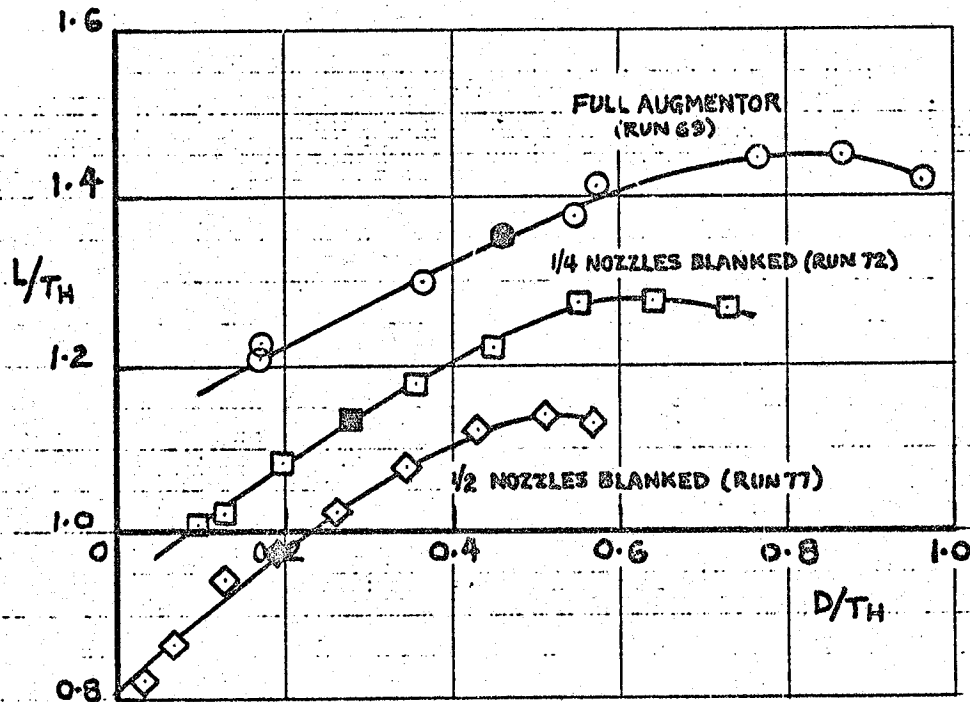 1.6
FULL AUGMENTOR
(RUN 69)
1.4
L/TH
1/4 NOZZLES BLANKED (RUN 72)
1.2
1/2 NOZZLES BLANKED (RUN 77)
1.0
0 0.2 0.4 0.6 0.8 1.0
D/TH
0.8